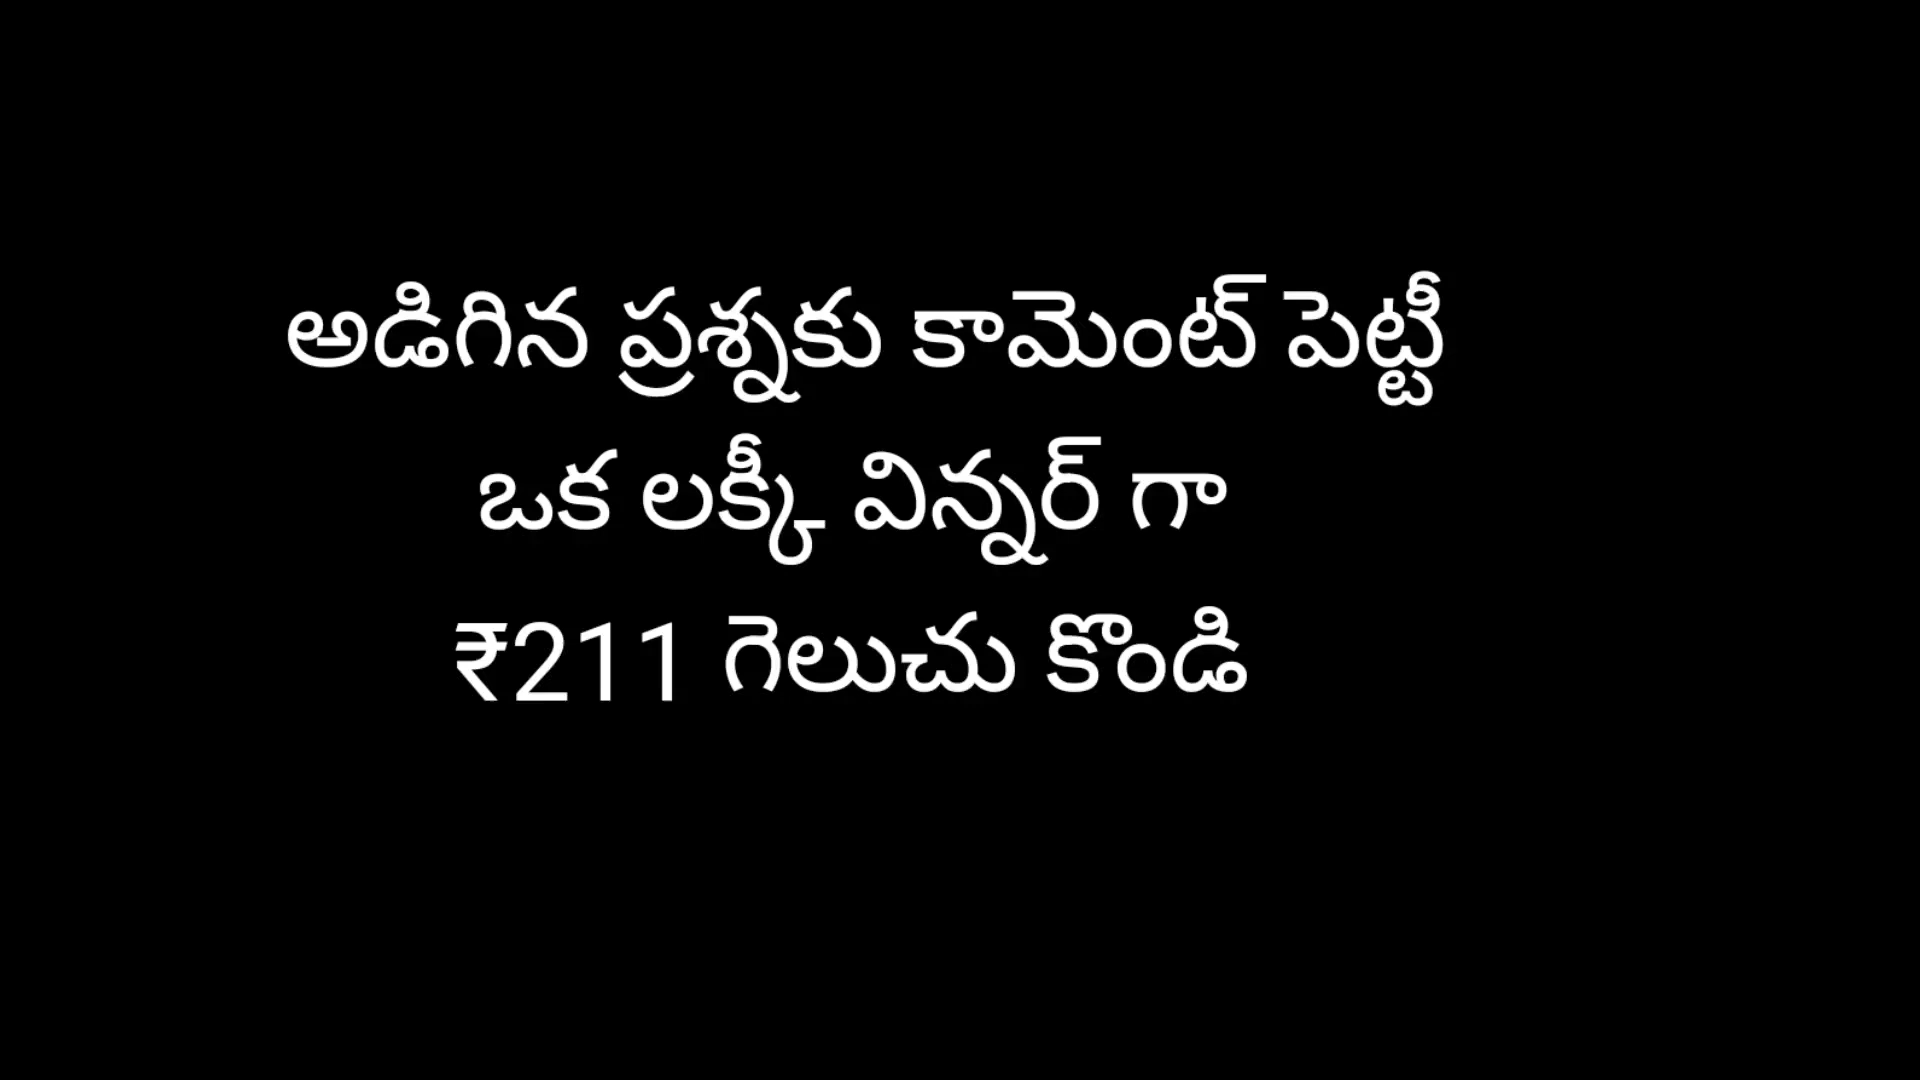 అడిగిన ప్రశ్నకు కామెంట్ పెట్టీ
ఒక లక్కీ విన్నర్ గా
₹211 గెలుచు కొండి